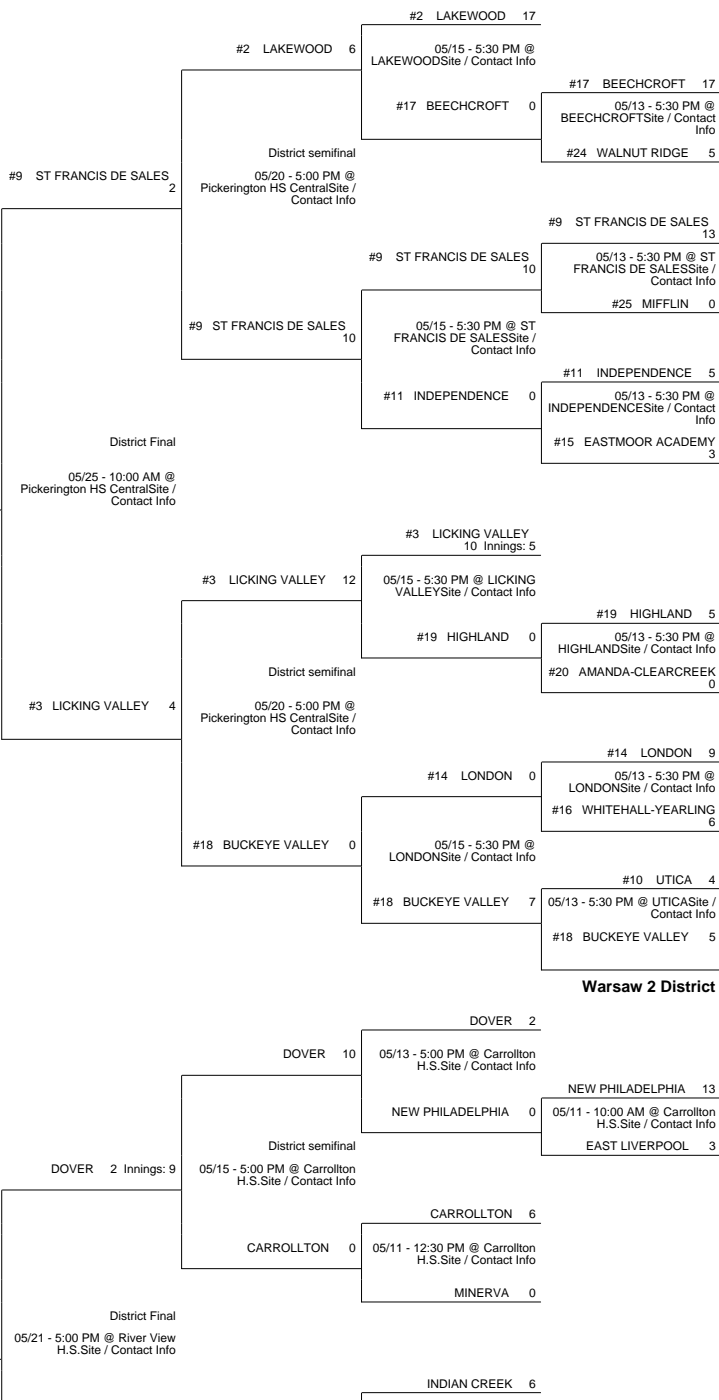 #2 LAKEWOOD 17
#2 LAKEWOOD 6
05/15 - 5:30 PM @
LAKEWOODSite / Contact Info
#17 BEECHCROFT 17
#17 BEECHCROFT 0
05/13 - 5:30 PM @
BEECHCROFTSite / Contact
Info
#24 WALNUT RIDGE 5
District semifinal
05/20 - 5:00 PM @
Pickerington HS CentralSite /
Contact Info
#9 ST FRANCIS DE SALES
2
#9 ST FRANCIS DE SALES
13
#9 ST FRANCIS DE SALES
10
05/13 - 5:30 PM @ ST
FRANCIS DE SALESSite /
Contact Info
#25 MIFFLIN 0
#9 ST FRANCIS DE SALES
10
05/15 - 5:30 PM @ ST
FRANCIS DE SALESSite /
Contact Info
#11 INDEPENDENCE 5
#11 INDEPENDENCE 0
05/13 - 5:30 PM @
INDEPENDENCESite / Contact
Info
#15 EASTMOOR ACADEMY
3
District Final
05/25 - 10:00 AM @
Pickerington HS CentralSite /
Contact Info
#3 LICKING VALLEY
10 Innings: 5
#3 LICKING VALLEY 12
05/15 - 5:30 PM @ LICKING
VALLEYSite / Contact Info
#19 HIGHLAND 5
#19 HIGHLAND 0
05/13 - 5:30 PM @
HIGHLANDSite / Contact Info
#20 AMANDA-CLEARCREEK
0
District semifinal
05/20 - 5:00 PM @
Pickerington HS CentralSite /
Contact Info
#3 LICKING VALLEY 4
#14 LONDON 9
#14 LONDON 0
05/13 - 5:30 PM @
LONDONSite / Contact Info
#16 WHITEHALL-YEARLING
6
#18 BUCKEYE VALLEY 0
05/15 - 5:30 PM @
LONDONSite / Contact Info
#10 UTICA 4
#18 BUCKEYE VALLEY 7
05/13 - 5:30 PM @ UTICASite /
Contact Info
#18 BUCKEYE VALLEY 5
Warsaw 2 District
DOVER 2
DOVER 10
05/13 - 5:00 PM @ Carrollton
H.S.Site / Contact Info
NEW PHILADELPHIA 13
NEW PHILADELPHIA 0
05/11 - 10:00 AM @ Carrollton
H.S.Site / Contact Info
EAST LIVERPOOL 3
District semifinal
05/15 - 5:00 PM @ Carrollton
H.S.Site / Contact Info
DOVER 2 Innings: 9
CARROLLTON 6
CARROLLTON 0
05/11 - 12:30 PM @ Carrollton
H.S.Site / Contact Info
MINERVA 0
District Final
05/21 - 5:00 PM @ River View
H.S.Site / Contact Info
INDIAN CREEK 6